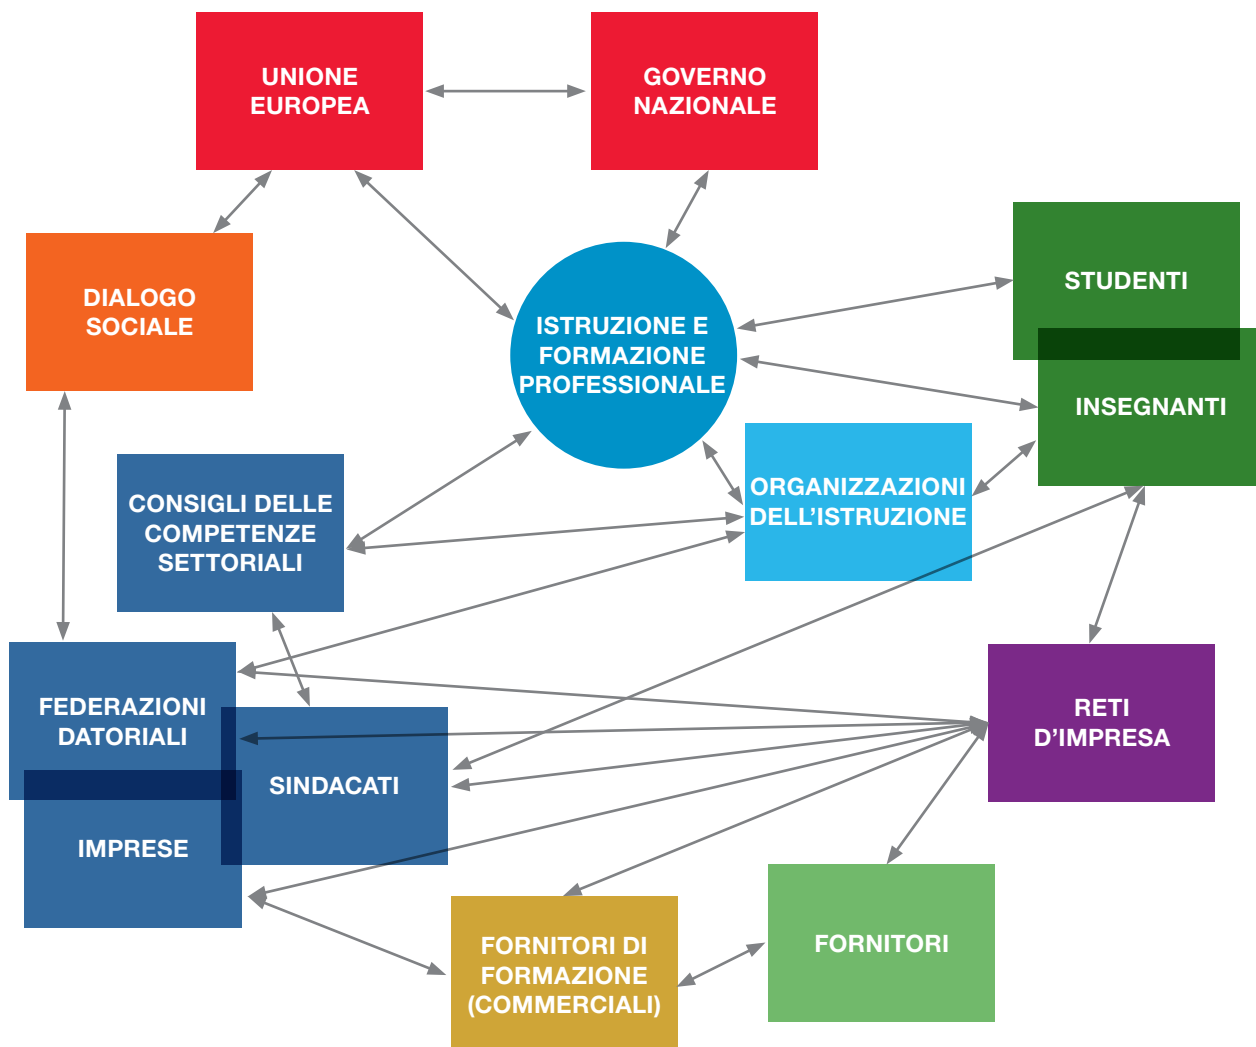 UNIONE
EUROPEA
GOVERNO
NAZIONALE
DIALOGO
SOCIALE
ISTRUZIONE E
FORMAZIONE
PROFESSIONALE
STUDENTI
INSEGNANTI
CONSIGLI DELLE
COMPETENZE
SETTORIALI
ORGANIZZAZIONI
DELL'ISTRUZIONE
FEDERAZIONI
DATORIALI
SINDACATI
IMPRESE
RETI
D’IMPRESA
FORNITORI DI
FORMAZIONE
(COMMERCIALI)
FORNITORI